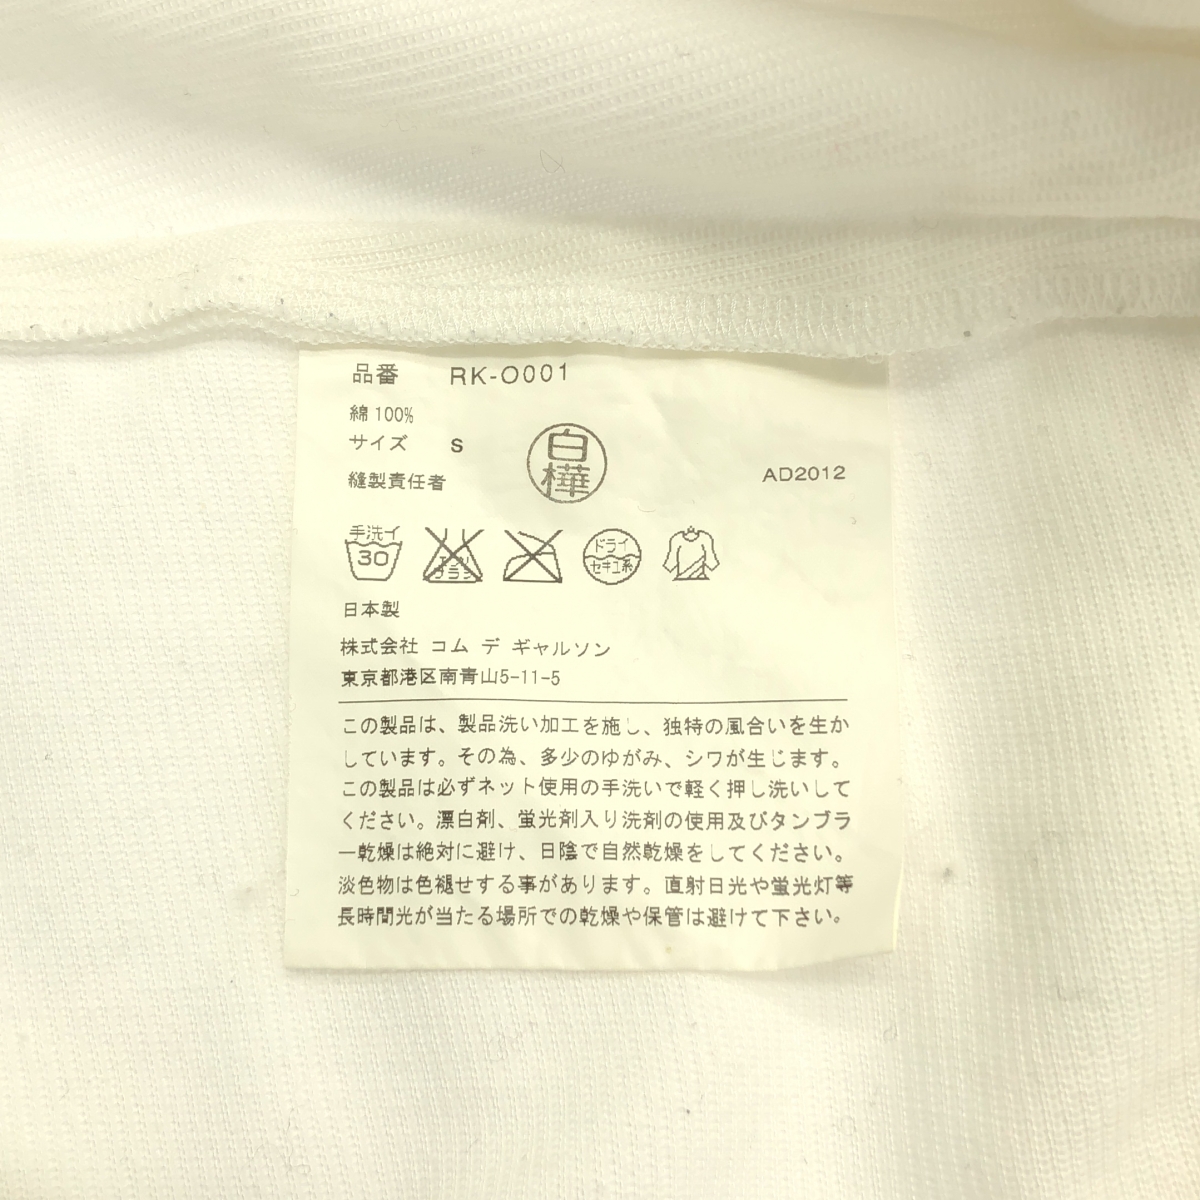 品番 RK-O001
綿 100%
サイズ S
白樺
縫製責任者
AD2012
手洗イ
30
エンソ
サラシ
ドライ
セキユ系
日本製
株式会社 コム デ ギャルソン
東京都港区南青山5-11-5
この製品は、製品洗い加工を施し、独特の風合いを生か
しています。その為、多少のゆがみ、シワが生じます。
この製品は必ずネット使用の手洗いで軽く押し洗いして
ください。漂白剤、蛍光剤入り洗剤の使用及びタンブラ
ー乾燥は絶対に避け、日陰で自然乾燥をしてください。
淡色物は色褪せする事があります。直射日光や蛍光灯等
長時間光が当たる場所での乾燥や保管は避けて下さい。